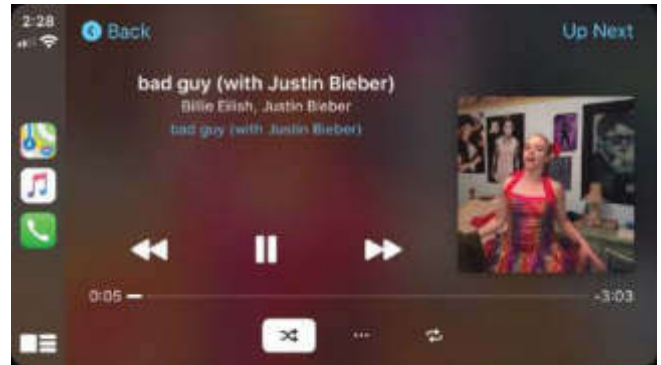 2:28
Back
Up Next
bad guy (with Justin Bieber)
Billie Eilish, Justin Bieber
bad guy (with Justin Bieber)
0:05
-3:03